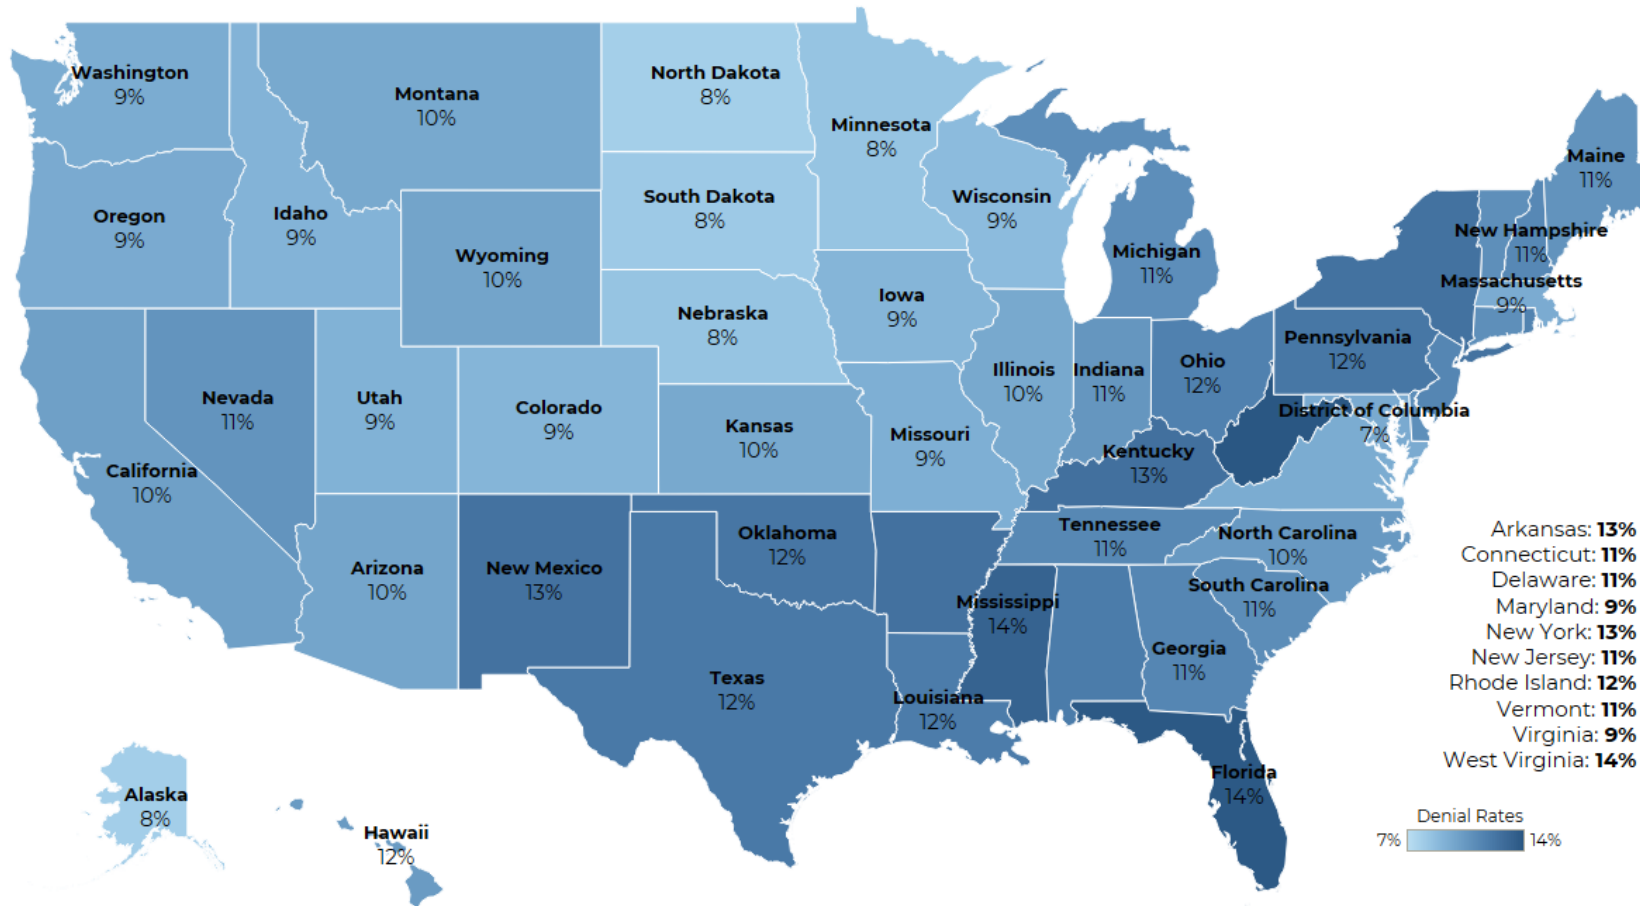 Washington
9%
Montana
10%
North Dakota
8%
Minnesota
8%
Maine
11%
Oregon
9%
Idaho
9%
South Dakota
8%
Wisconsin
9%
New Hampshire
11%
Wyoming
10%
Michigan
11%
Massachusetts
9%
Nebraska
8%
Iowa
9%
Pennsylvania
12%
Nevada
11%
Utah
9%
Colorado
9%
Illinois
10%
Indiana
11%
Ohio
12%
District of Columbia
7%
California
10%
Kansas
10%
Missouri
9%
Kentucky
13%
Arizona
10%
New Mexico
13%
Oklahoma
12%
Tennessee
11%
North Carolina
10%
Mississippi
14%
South Carolina
11%
Texas
12%
Louisiana
12%
Georgia
11%
Florida
14%
Alaska
8%
Hawaii
12%
Arkansas: 13%
Connecticut: 11%
Delaware: 11%
Maryland: 9%
New York: 13%
New Jersey: 11%
Rhode Island: 12%
Vermont: 11%
Virginia: 9%
West Virginia: 14%
Denial Rates
7% 14%